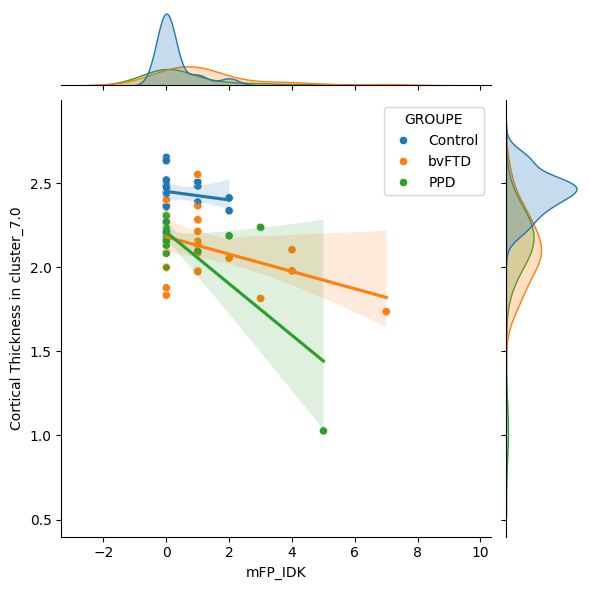 GROUPE
Control
bvFTD
PPD
Cortical Thickness in cluster_7.0
2.5
2.0
1.5
1.0
0.5
−2 0 2 4 6 8 10
mFP_IDK